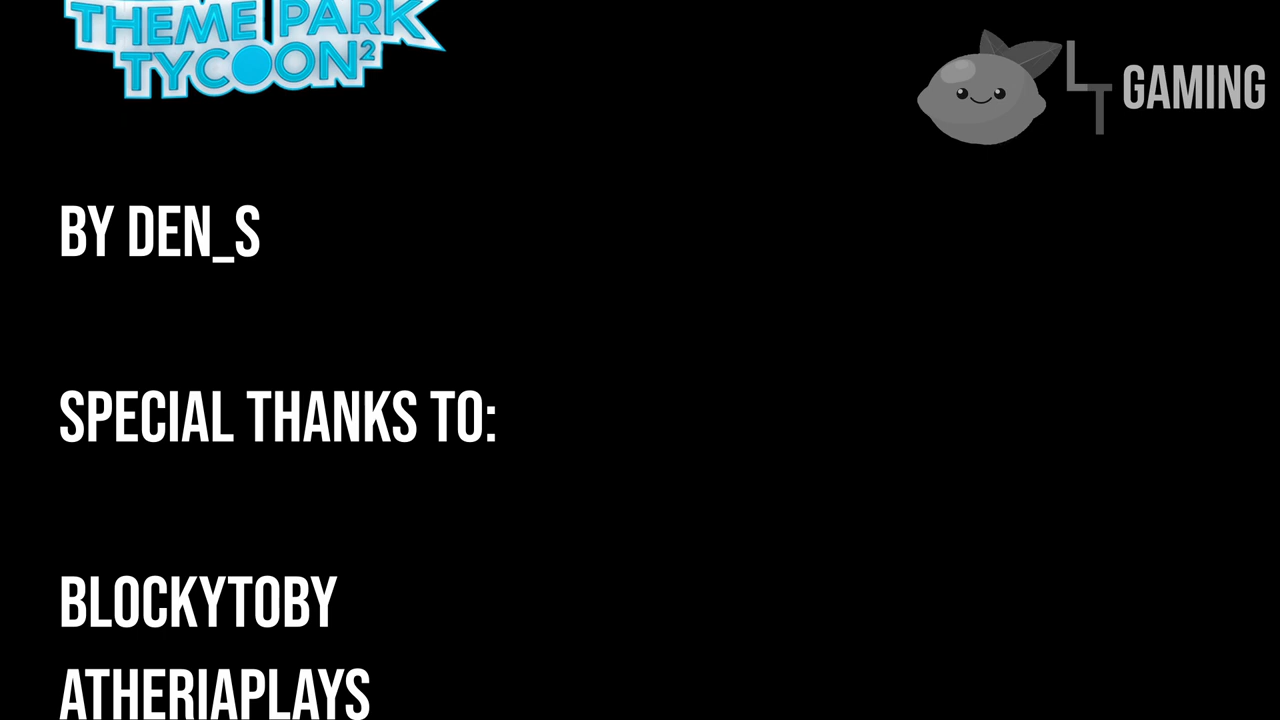 THEME PARK
TYCOON2
LT GAMING
BY DEN_S
SPECIAL THANKS TO:
BLOCKYTOBY
ATHERIAPLAYS